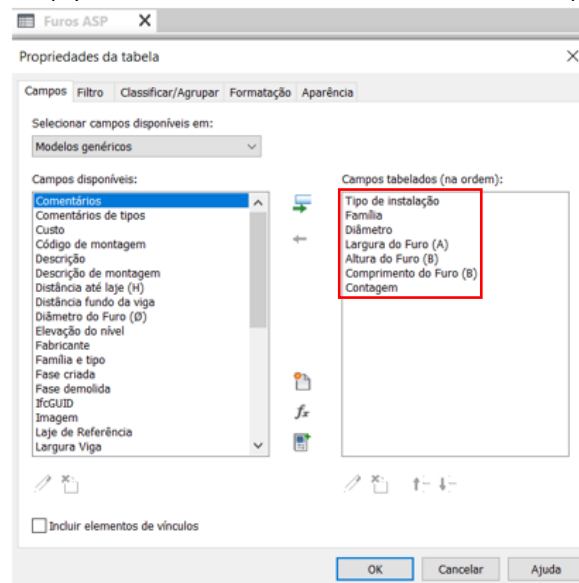 Furos ASP X
Propriedades da tabela
Campos Filtro Classificar/Agrupar Formatação Aparência
Selecionar campos disponíveis em:
Modelos genéricos
Campos disponíveis:
Comentários
Comentários de tipos
Custo
Código de montagem
Descrição
Descrição de montagem
Distância até laje (H)
Distância fundo da viga
Diâmetro do Furo (Ø)
Elevação do nível
Fabricante
Família e tipo
Fase criada
Fase demolida
IfcGUID
Imagem
Laje de Referência
Largura Viga
Campos tabelados (na ordem):
Tipo de instalação
Família
Diâmetro
Largura do Furo (A)
Altura do Furo (B)
Comprimento do Furo (B)
Contagem
fx
Incluir elementos de vínculos
OK Cancelar Ajuda